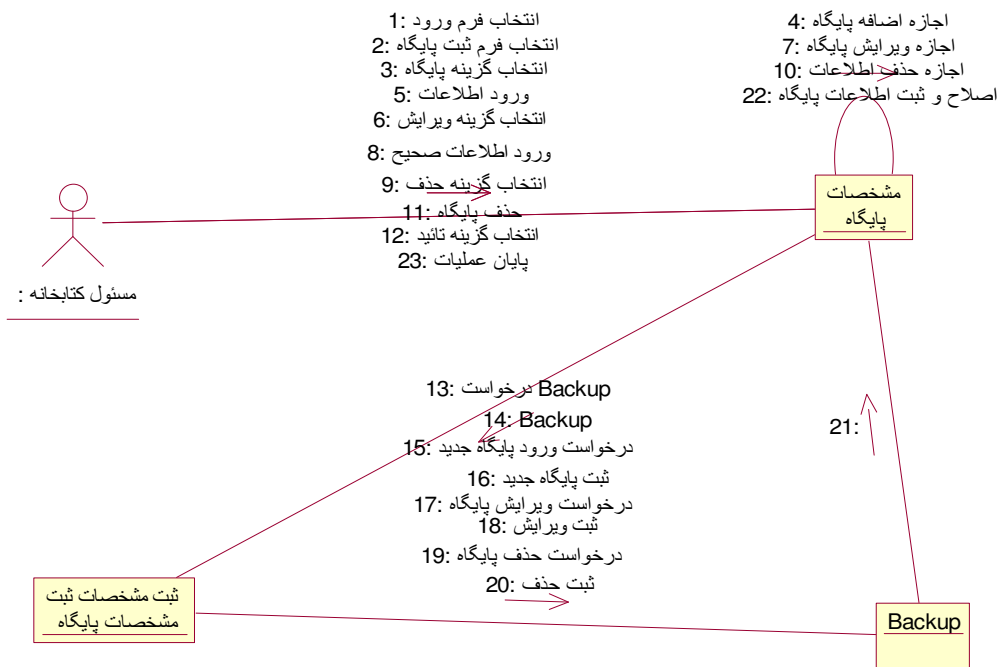 1: انتخاب فرم ورود
2: انتخاب فرم ثبت پایگاه
3: انتخاب گزینه پایگاه
5: ورود اطلاعات
6: انتخاب گزینه ویرایش
8: ورود اطلاعات صحیح
9: انتخاب گزینه حذف
11: حذف پایگاه
12: انتخاب گزینه تائید
23: پایان عملیات
4: اجازه اضافه پایگاه
7: اجازه ویرایش پایگاه
10: اجازه حذف اطلاعات
22: اصلاح و ثبت اطلاعات پایگاه
مشخصات
پایگاه
مسئول کتابخانه :
13: درخواست Backup
14: Backup
15: درخواست ورود پایگاه جدید
16: ثبت پایگاه جدید
17: درخواست ویرایش پایگاه
18: ثبت ویرایش
19: درخواست حذف پایگاه
20: ثبت حذف
21:
ثبت مشخصات ثبت
مشخصات پایگاه
Backup